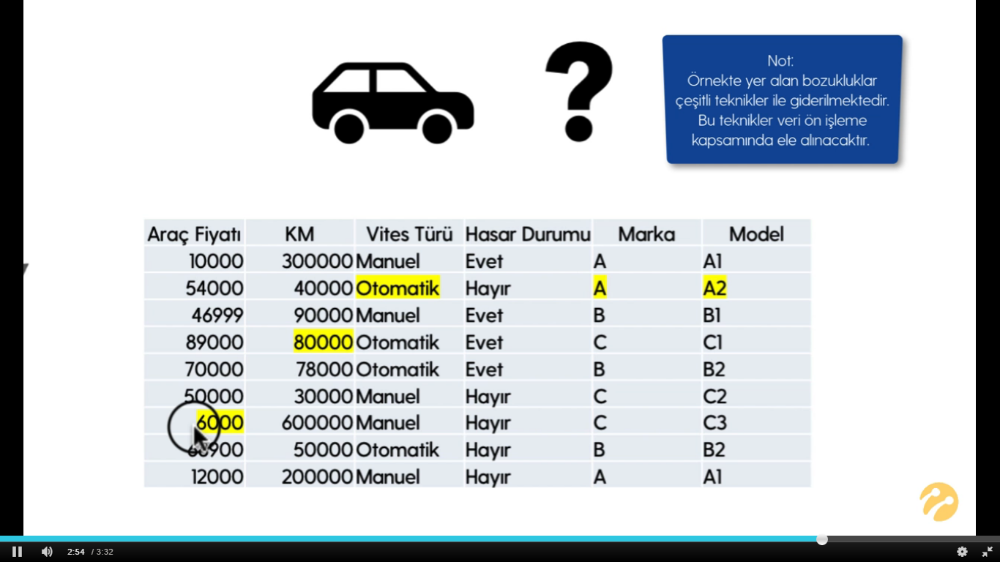 ?
Not:
Örnekte yer alan bozukluklar
çeşitli teknikler ile giderilmektedir.
Bu teknikler veri ön işleme
kapsamında ele alınacaktır.
Araç Fiyatı KM Vites Türü Hasar Durumu Marka Model
10000 300000 Manuel Evet A A1
54000 40000 Otomatik Hayır A A2
46999 90000 Manuel Evet B B1
89000 80000 Otomatik Evet C C1
70000 78000 Otomatik Evet B B2
50000 30000 Manuel Hayır C C2
6000 600000 Manuel Hayır C C3
50000 Otomatik Hayır B B2
12000 200000 Manuel Hayır A A1
2:54 / 3:32